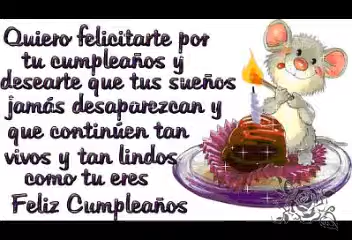 Quiero felicitarte por
tu cumpleaños y
desearte que tus sueños
jamás desaparezcan y
que continúen tan
vivos y tan lindos
como tu eres
Feliz Cumpleaños